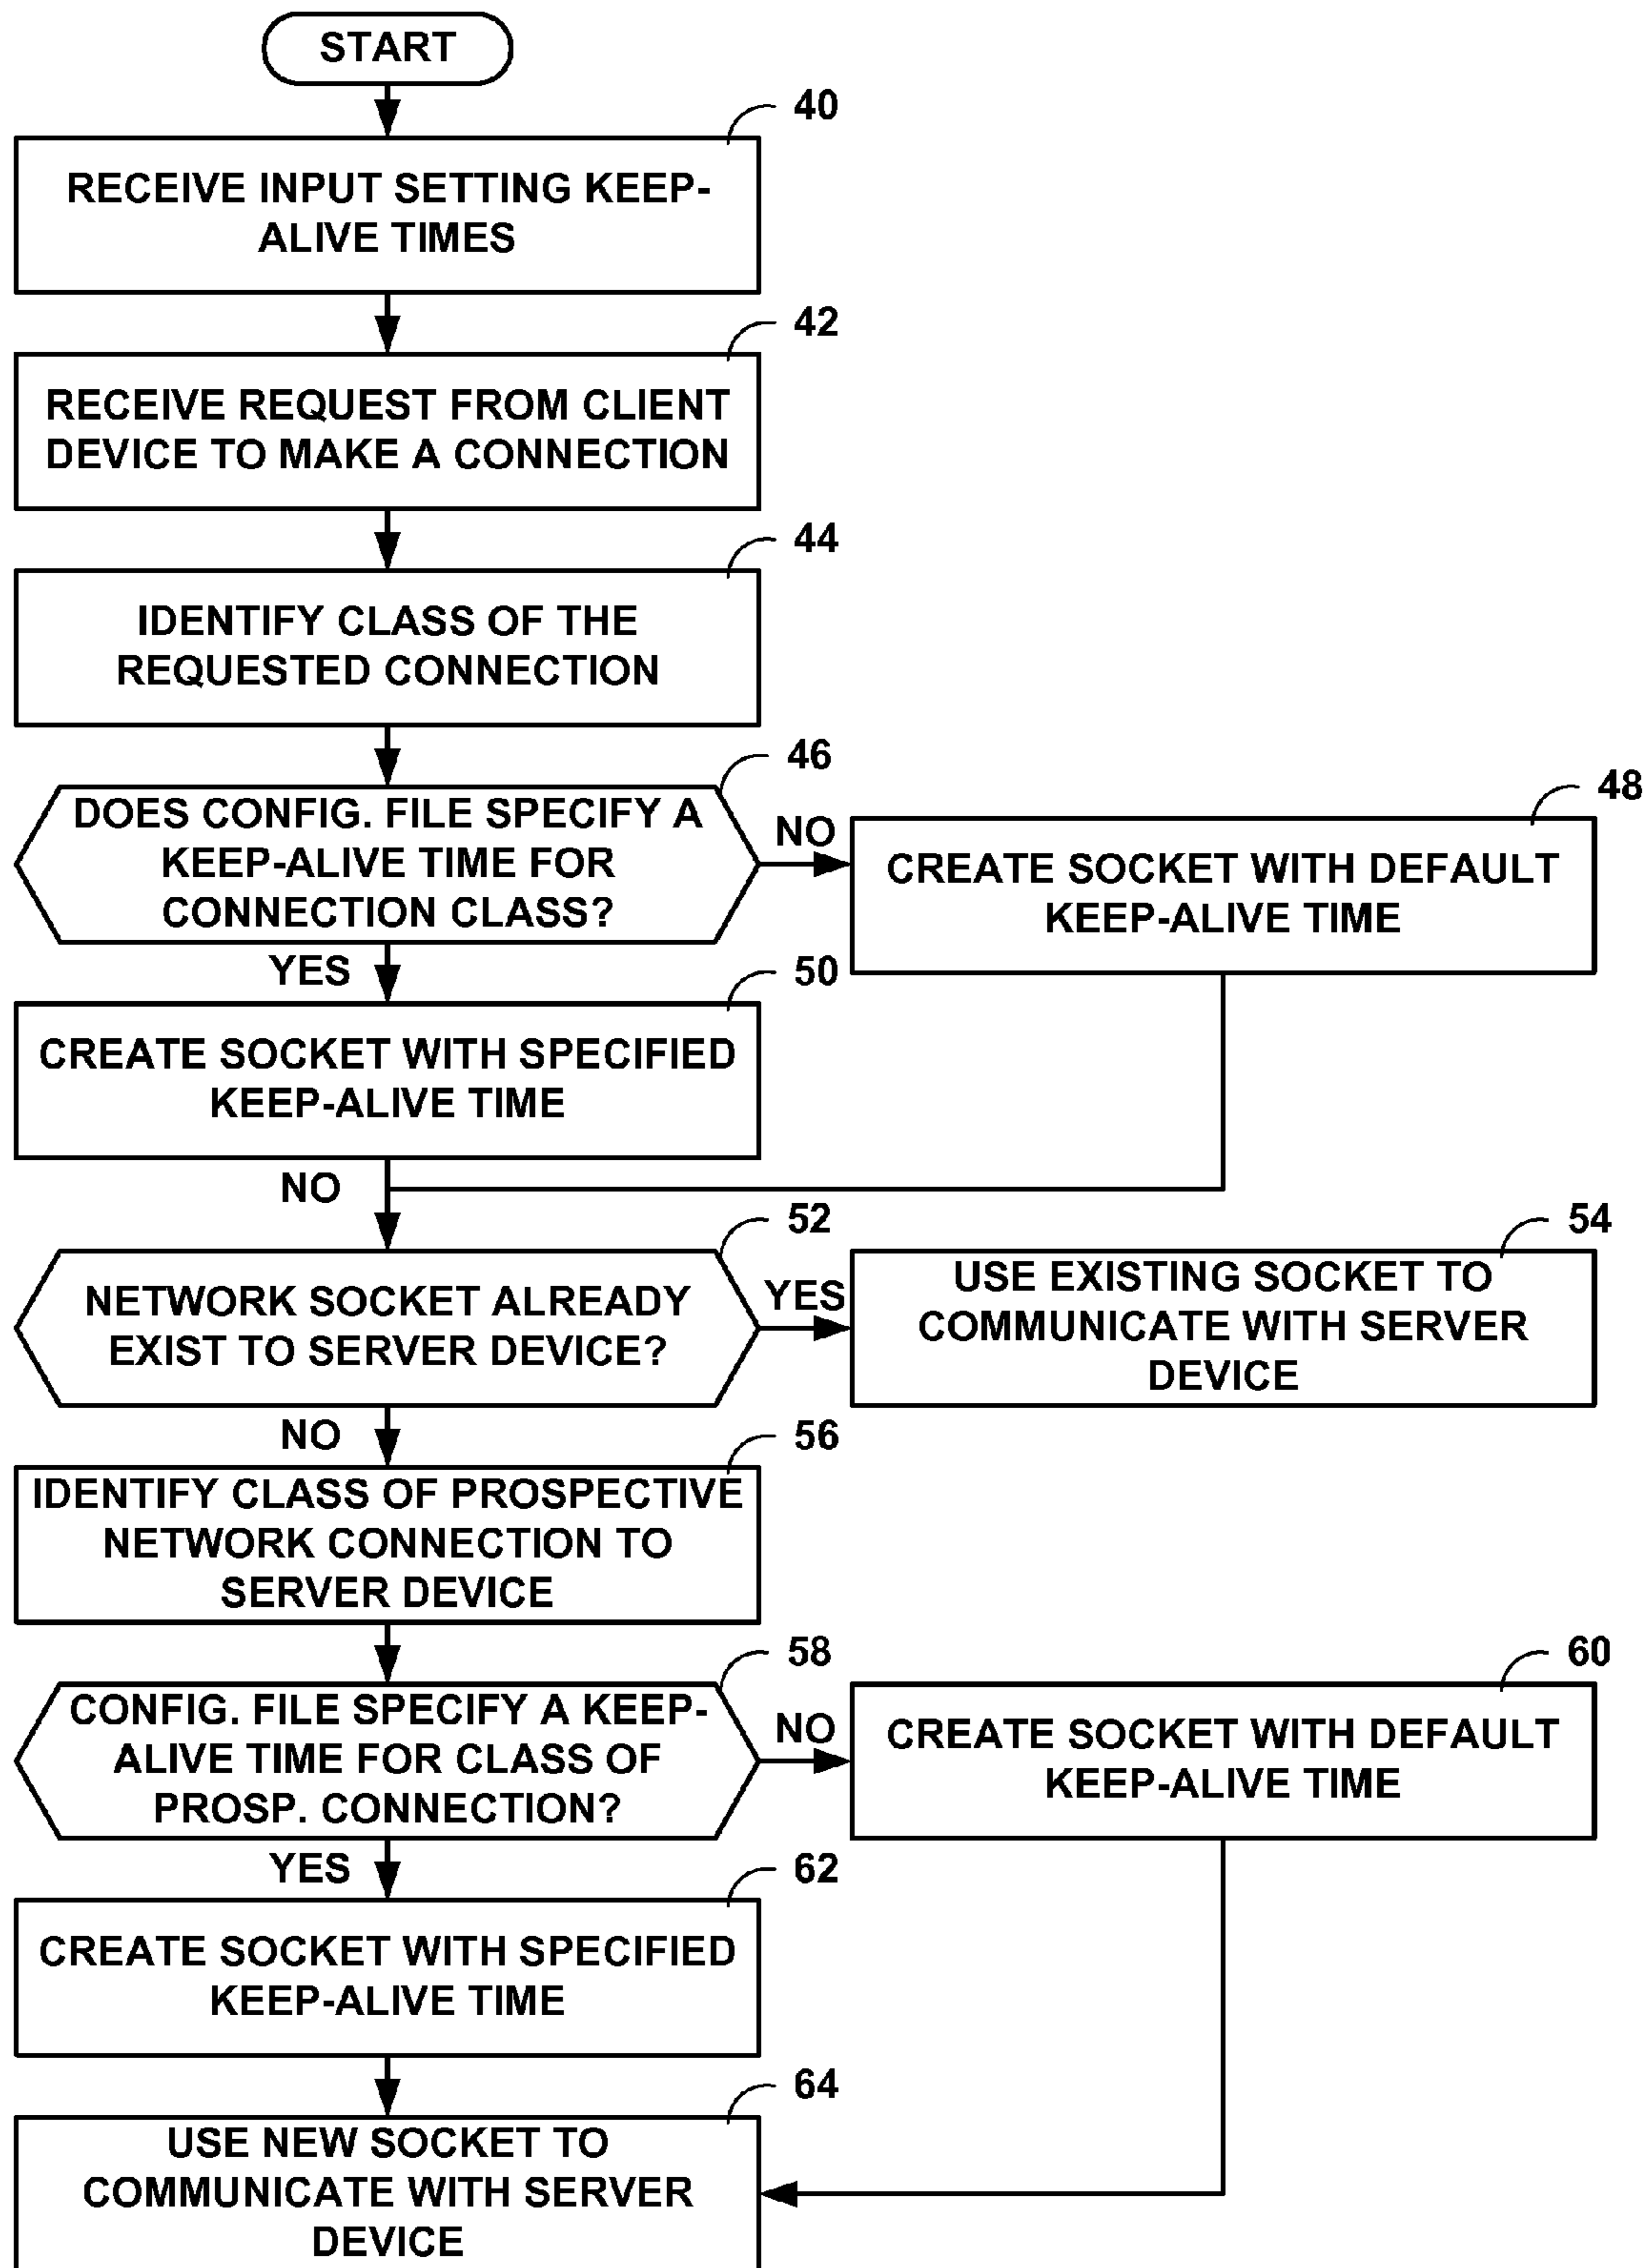 START
40
RECEIVE INPUT SETTING KEEP-
ALIVE TIMES
42
RECEIVE REQUEST FROM CLIENT
DEVICE TO MAKE A CONNECTION
44
IDENTIFY CLASS OF THE
REQUESTED CONNECTION
46
DOES CONFIG. FILE SPECIFY A
KEEP-ALIVE TIME FOR
CONNECTION CLASS?
NO
48
CREATE SOCKET WITH DEFAULT
KEEP-ALIVE TIME
YES
50
CREATE SOCKET WITH SPECIFIED
KEEP-ALIVE TIME
NO
52
NETWORK SOCKET ALREADY
EXIST TO SERVER DEVICE?
YES
54
USE EXISTING SOCKET TO
COMMUNICATE WITH SERVER
DEVICE
NO
56
IDENTIFY CLASS OF PROSPECTIVE
NETWORK CONNECTION TO
SERVER DEVICE
58
CONFIG. FILE SPECIFY A KEEP-
ALIVE TIME FOR CLASS OF
PROSP. CONNECTION?
NO
60
CREATE SOCKET WITH DEFAULT
KEEP-ALIVE TIME
YES
62
CREATE SOCKET WITH SPECIFIED
KEEP-ALIVE TIME
64
USE NEW SOCKET TO
COMMUNICATE WITH SERVER
DEVICE